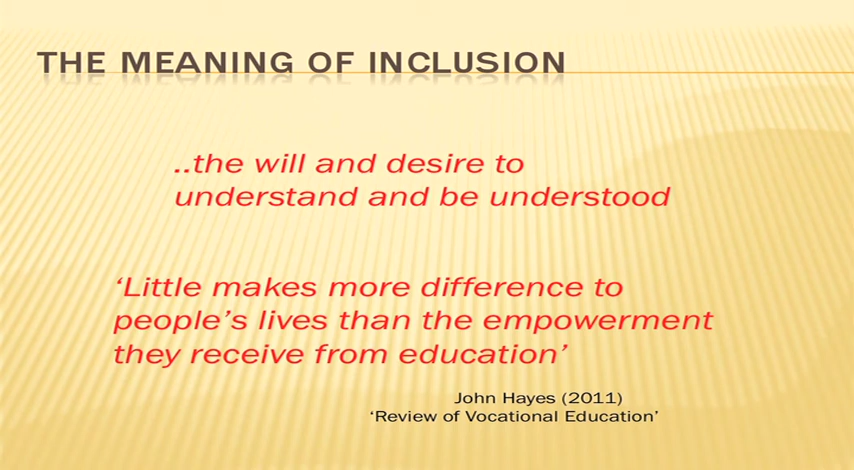 THE MEANING OF INCLUSION
..the will and desire to
understand and be understood
‘Little makes more difference to
people’s lives than the empowerment
they receive from education’
John Hayes (2011)
‘Review of Vocational Education’